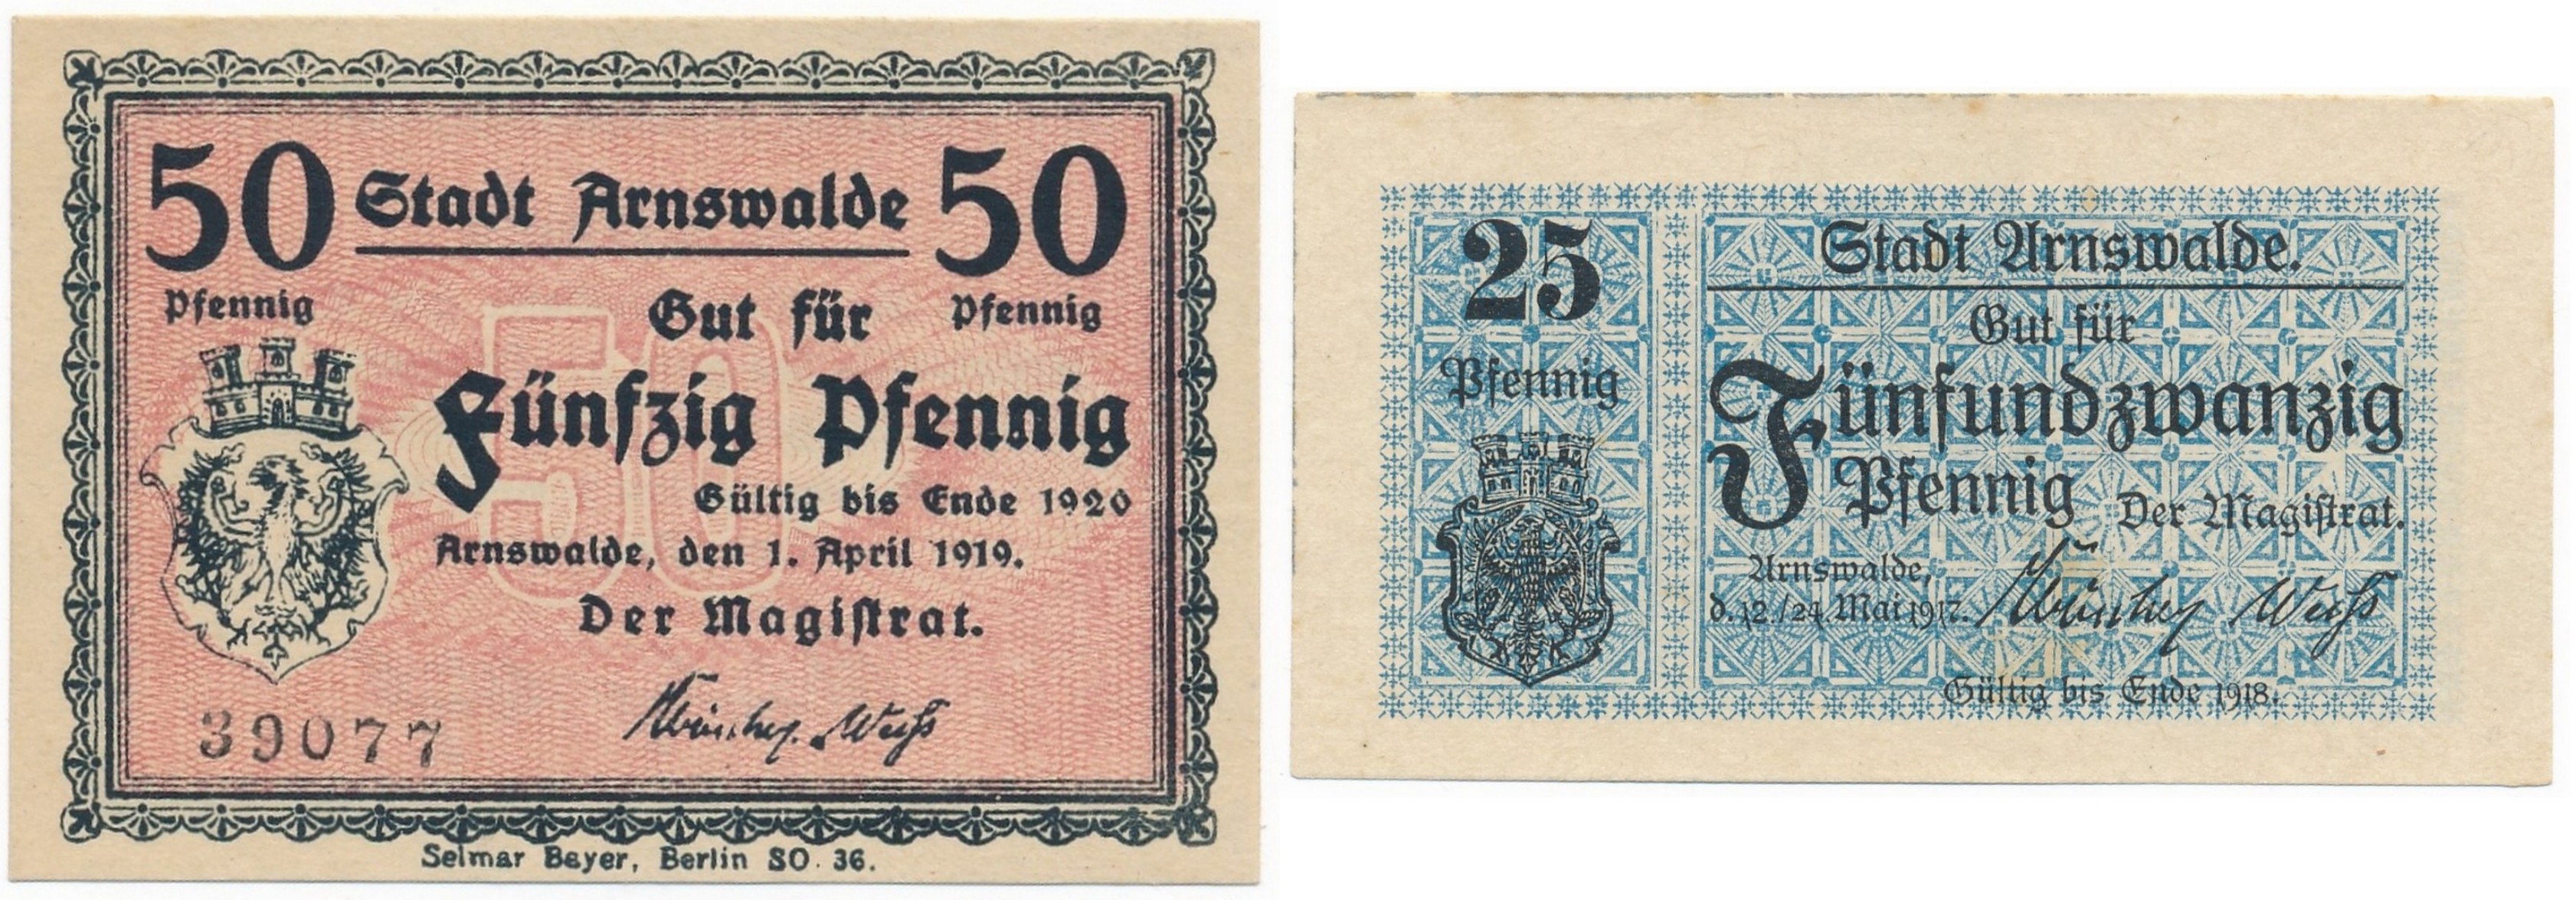 50 Stadt Arnswalde 50
Pfennig Pfennig
Gut für
Fünfzig Pfennig
Gültig bis Ende 1920
Arnswalde, den 1. April 1919.
Der Magistrat.
39077
Selmar Bayer, Berlin SO. 36.
25
Pfennig
Stadt Arnswalde.
Gut für
Fünfundzwanzig
Pfennig Der Magistrat.
Arnswalde,
d. 12./24. Mai 1917.
Gültig bis Ende 1918.